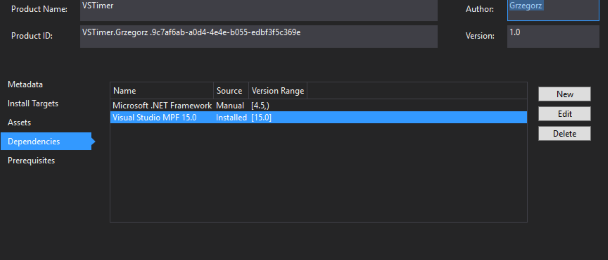 Product Name: VSTimer Author: Grzegorz
Product ID: VSTimer.Grzegorz .9c7af6ab-a0d4-4e4e-b055-edbf3f5c369e Version: 1.0
Metadata
Install Targets
Assets
Dependencies
Prerequisites
Name Source Version Range
Microsoft .NET Framework Manual [4.5,)
Visual Studio MPF 15.0 Installed [15.0]
New
Edit
Delete